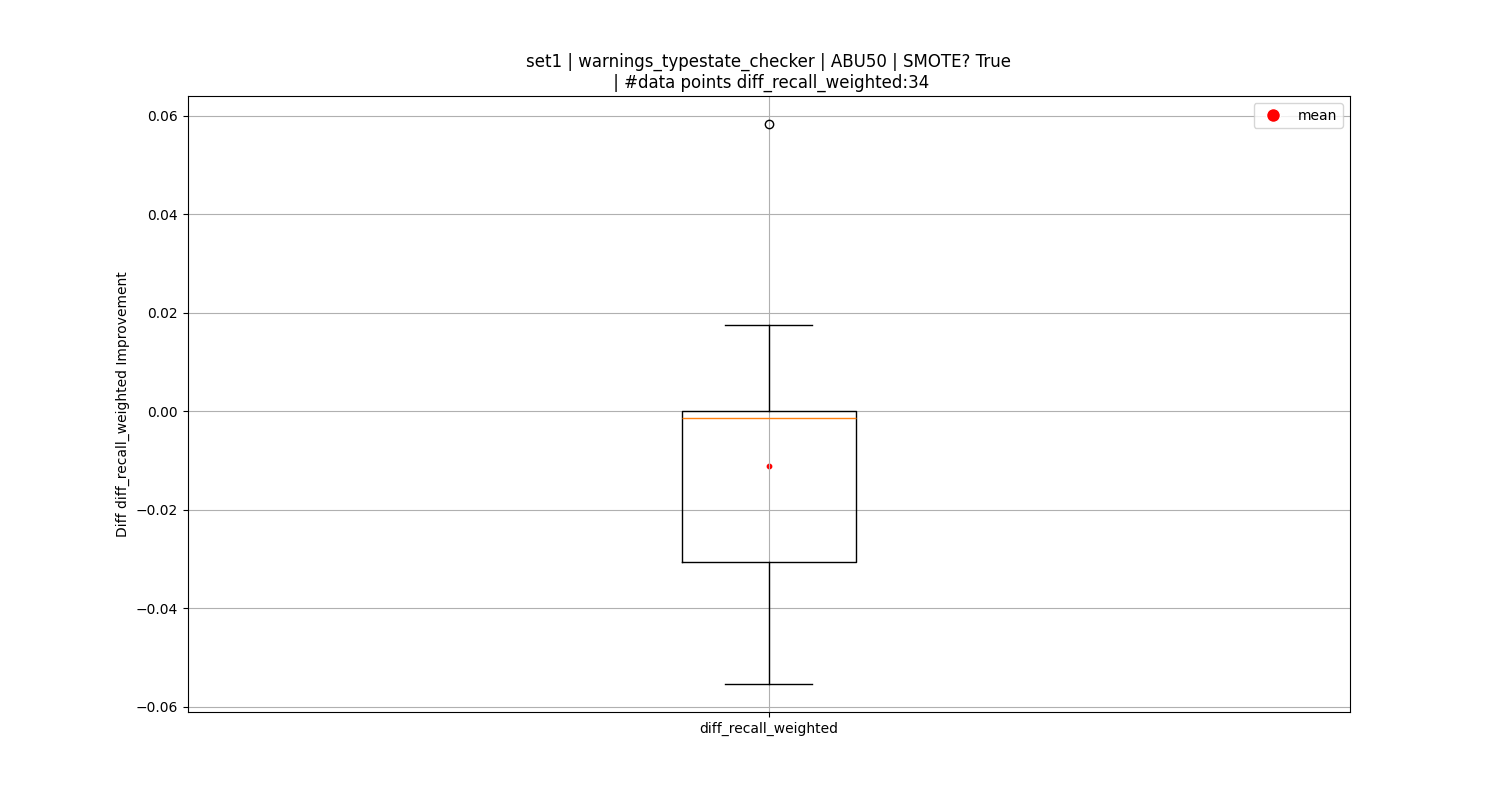 set1 | warnings_typestate_checker | ABU50 | SMOTE? True
| #data points diff_recall_weighted:34
mean
0.06
0.04
0.02
0.00
−0.02
−0.04
−0.06
Diff diff_recall_weighted Improvement
diff_recall_weighted